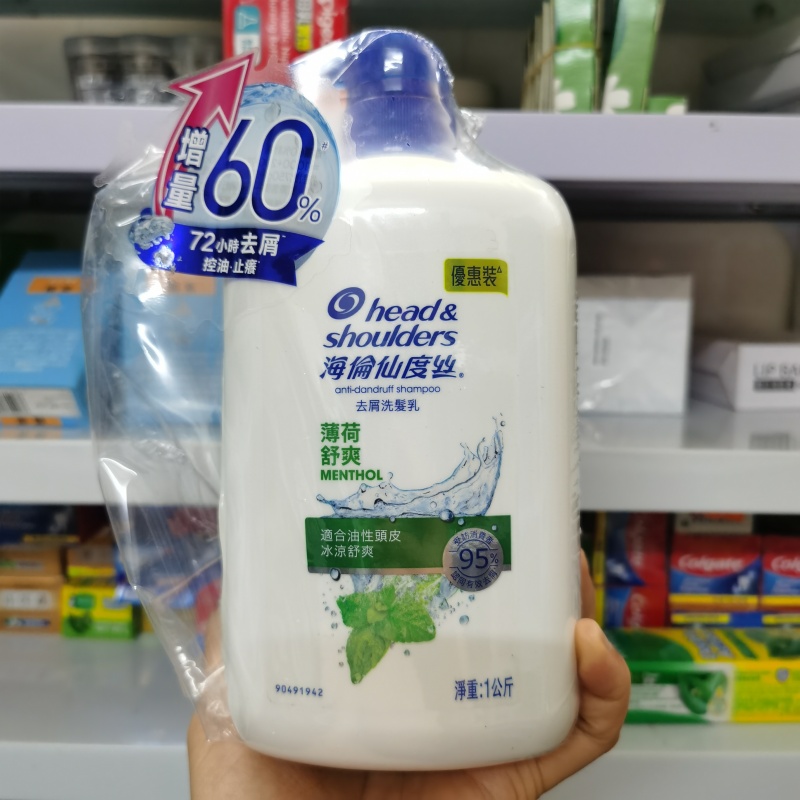 增量60%#
72小時去屑~
控油·止癢^
優惠裝△
head &
shoulders
海倫仙度絲®
anti-dandruff shampoo
去屑洗髮乳
薄荷
舒爽
MENTHOL
適合油性頭皮
冰涼舒爽
95%
90491942
淨重:1公斤
Colgate
Colgate